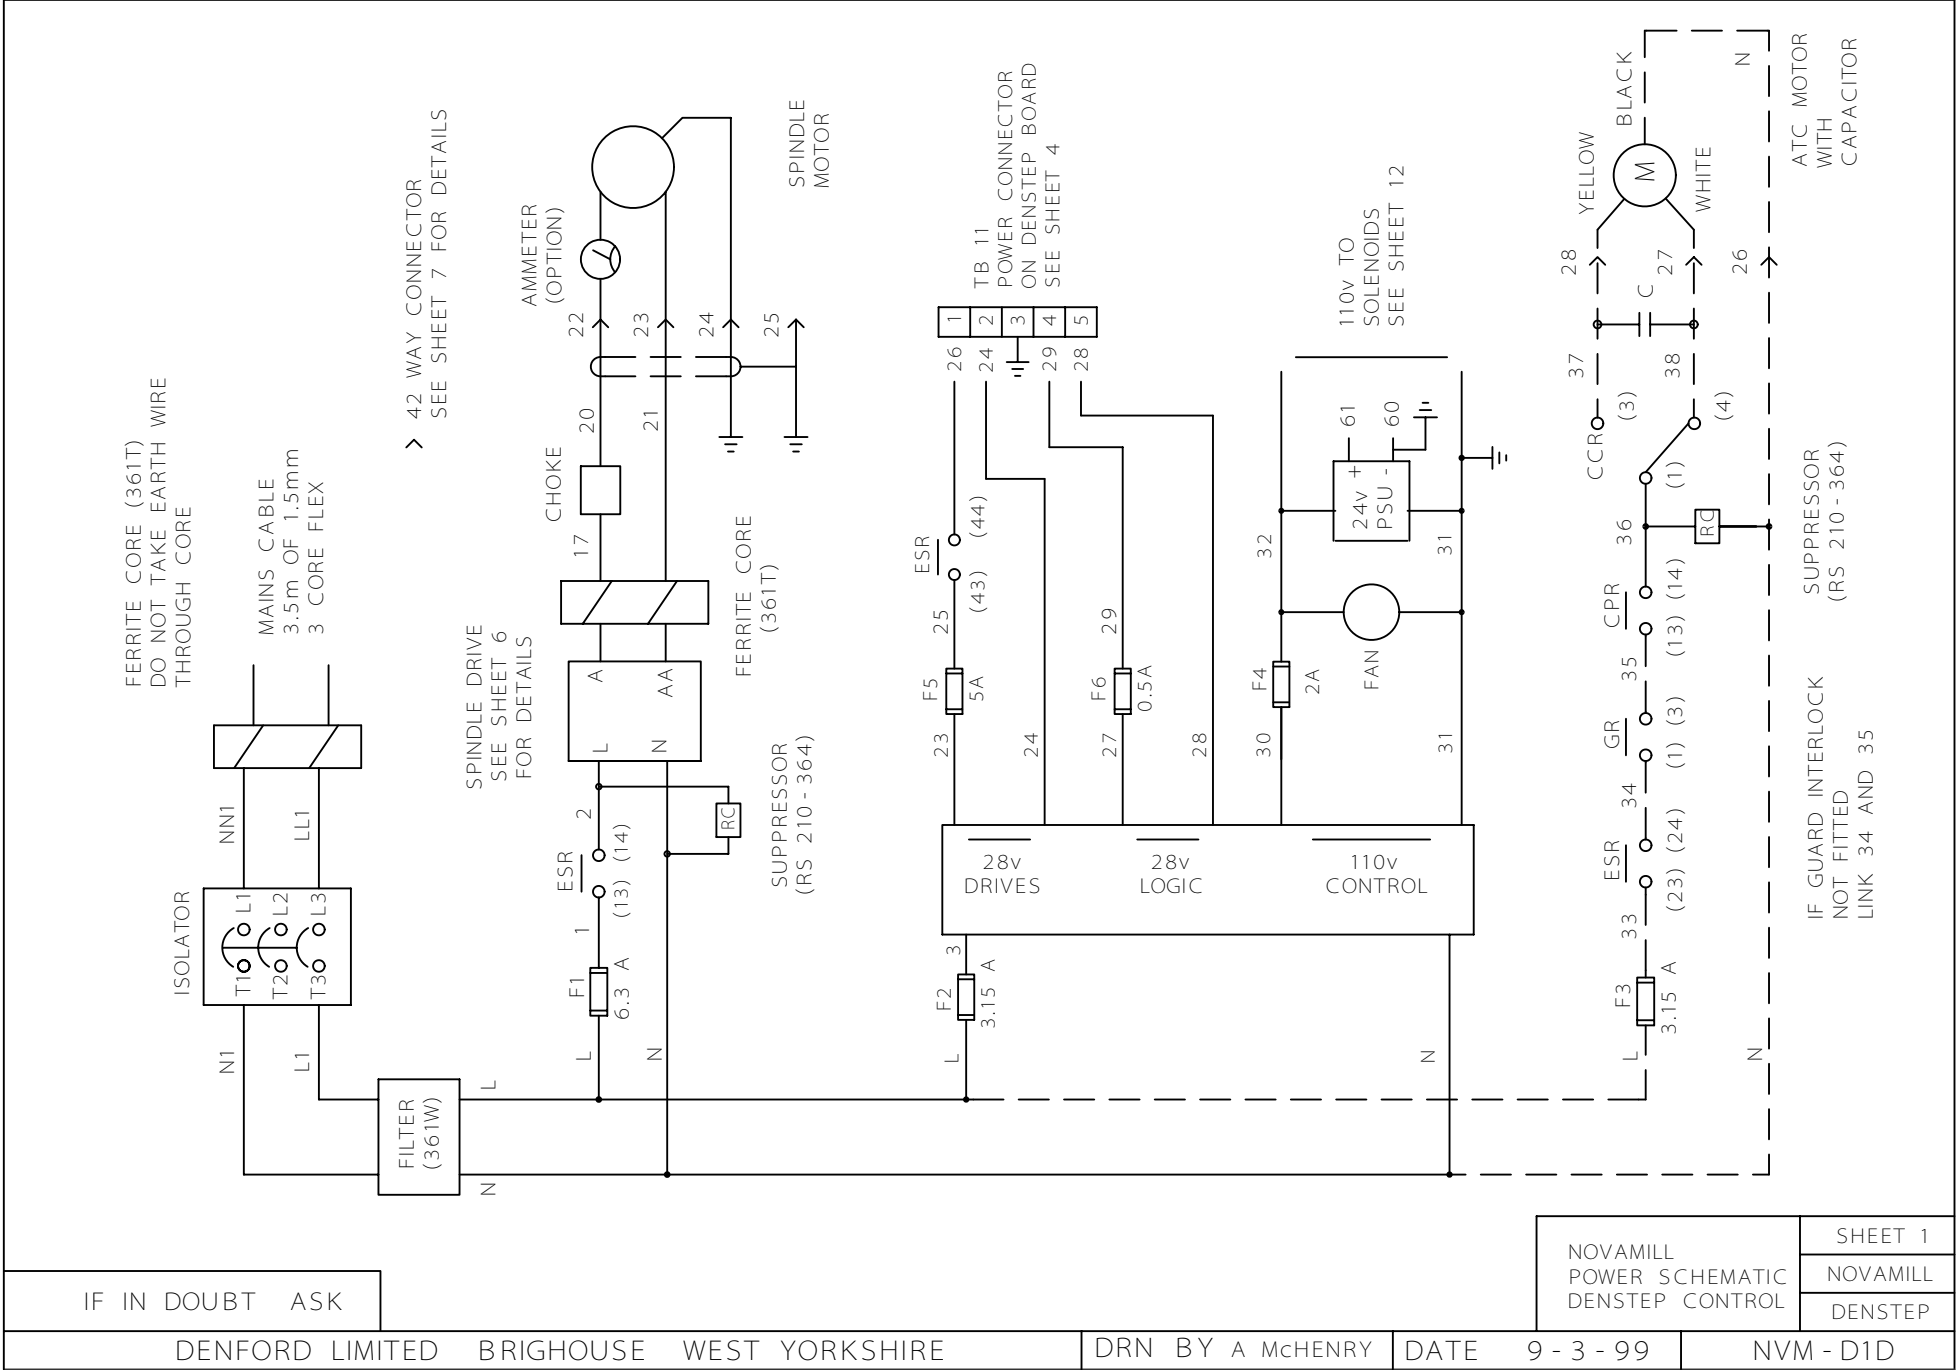 FERRITE CORE (361T)
DO NOT TAKE EARTH WIRE
THROUGH CORE
MAINS CABLE
3.5m OF 1.5mm
3 CORE FLEX
NN1
LL1
ISOLATOR
L1
L2
L3
T1
T2
T3
N1
L1
FILTER
(361W)
L
N
42 WAY CONNECTOR
SEE SHEET 7 FOR DETAILS
SPINDLE
MOTOR
AMMETER
(OPTION)
22
23
24
25
20
21
CHOKE
17
FERRITE CORE
(361T)
SPINDLE DRIVE
SEE SHEET 6
FOR DETAILS
A
AA
L
N
2
RC
SUPPRESSOR
(RS 210-364)
ESR
(13) (14)
1
F1
6.3 A
L
N
TB 11
POWER CONNECTOR
ON DENSTEP BOARD
SEE SHEET 4
1
2
3
4
5
26
24
29
28
ESR
(43)
(44)
25
29
F5
5A
F6
0.5A
23
24
27
28
28v
DRIVES
28v
LOGIC
110v
CONTROL
3
F2
3.15 A
L
N
110v TO
SOLENOIDS
SEE SHEET 12
61
60
24v +
PSU -
32
31
FAN
F4
2A
30
31
BLACK
N
YELLOW
M
WHITE
ATC MOTOR
WITH
CAPACITOR
28
27
26
C
37
38
CCR
(3)
(4)
(1)
36
RC
SUPPRESSOR
(RS 210-364)
CPR
(13) (14)
35
GR
(1) (3)
34
ESR
(23) (24)
33
IF GUARD INTERLOCK
NOT FITTED
LINK 34 AND 35
F3
3.15 A
L
N
NOVAMILL
POWER SCHEMATIC
DENSTEP CONTROL
SHEET 1
NOVAMILL
DENSTEP
IF IN DOUBT ASK
DENFORD LIMITED BRIGHOUSE WEST YORKSHIRE
DRN BY A McHENRY
DATE 9-3-99
NVM-D1D